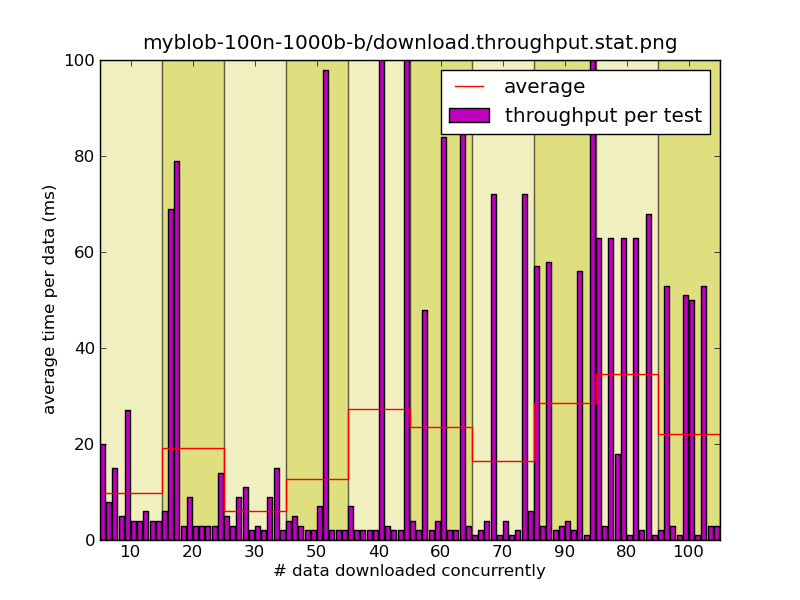 myblob-100n-1000b-b/download.throughput.stat.png
average
throughput per test
average time per data (ms)
100
80
60
40
20
0
10 20 30 50 40 60 70 90 80 100
# data downloaded concurrently